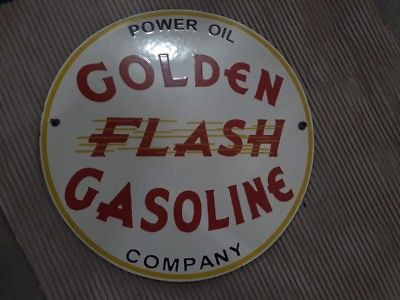 POWER OIL
GOLDEN
FLASH
GASOLINE
COMPANY